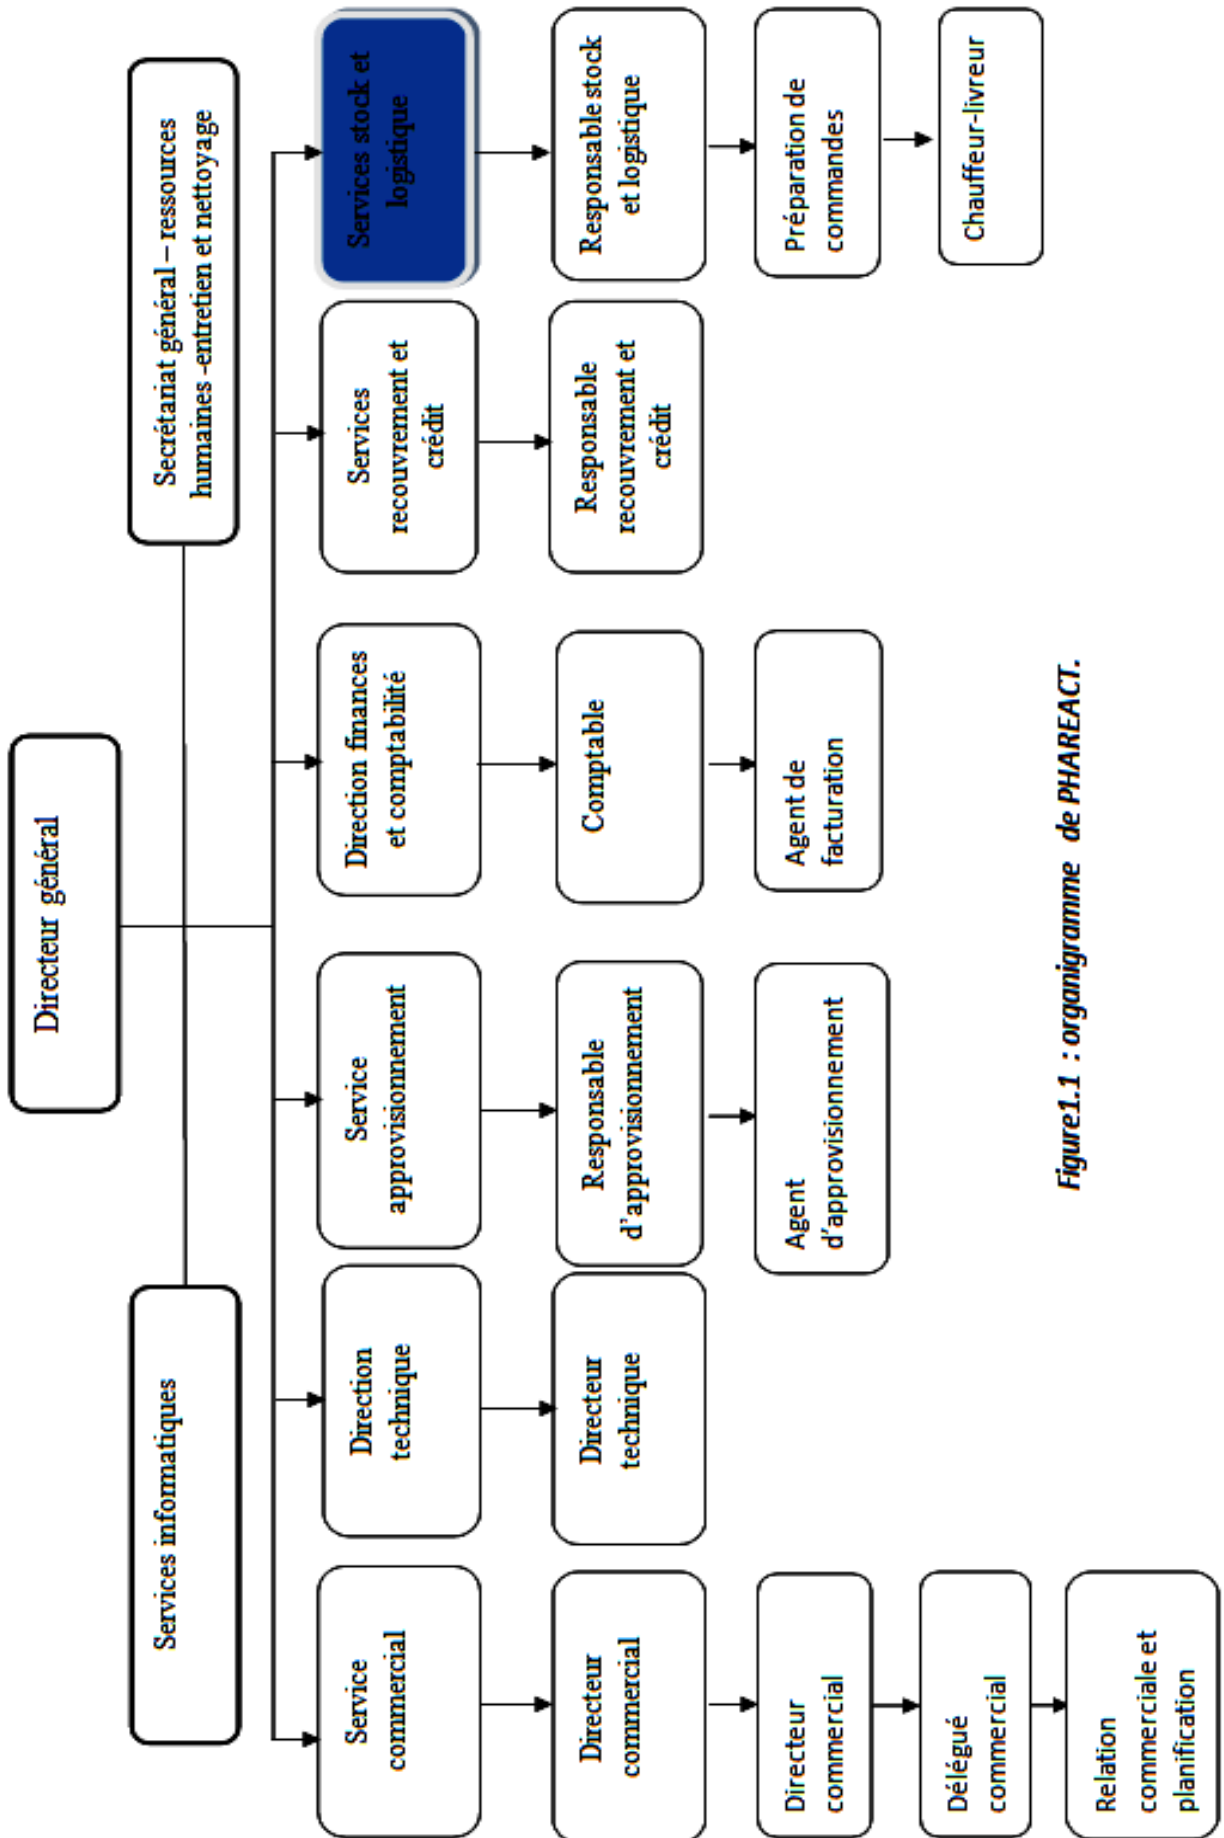 Directeur général
Services informatiques
Secrétariat général – ressources
humaines -entretien et nettoyage
Service
commercial
Direction
technique
Service
approvisionnement
Direction finances
et comptabilité
Services
recouvrement et
crédit
Services stock et
logistique
Directeur
commercial
Directeur
technique
Responsable
d'approvisionnement
Comptable
Responsable
recouvrement et
crédit
Responsable stock
et logistique
Directeur
commercial
Agent
d'approvisionnement
Agent de
facturation
Préparation de
commandes
Délégué
commercial
Chauffeur-livreur
Relation
commerciale et
planification
Figure1.1 : organigramme de PHAREACT.